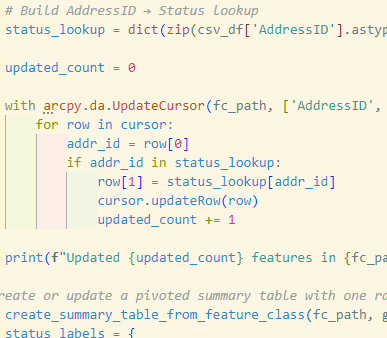 # Build AddressID → Status lookup
status_lookup = dict(zip(csv_df['AddressID'].astyp
updated_count = 0
with arcpy.da.UpdateCursor(fc_path, ['AddressID',
for row in cursor:
addr_id = row[0]
if addr_id in status_lookup:
row[1] = status_lookup[addr_id]
cursor.updateRow(row)
updated_count += 1
print(f"Updated {updated_count} features in {fc_pa
reate or update a pivoted summary table with one ro
create_summary_table_from_feature_class(fc_path, g
status_labels = {